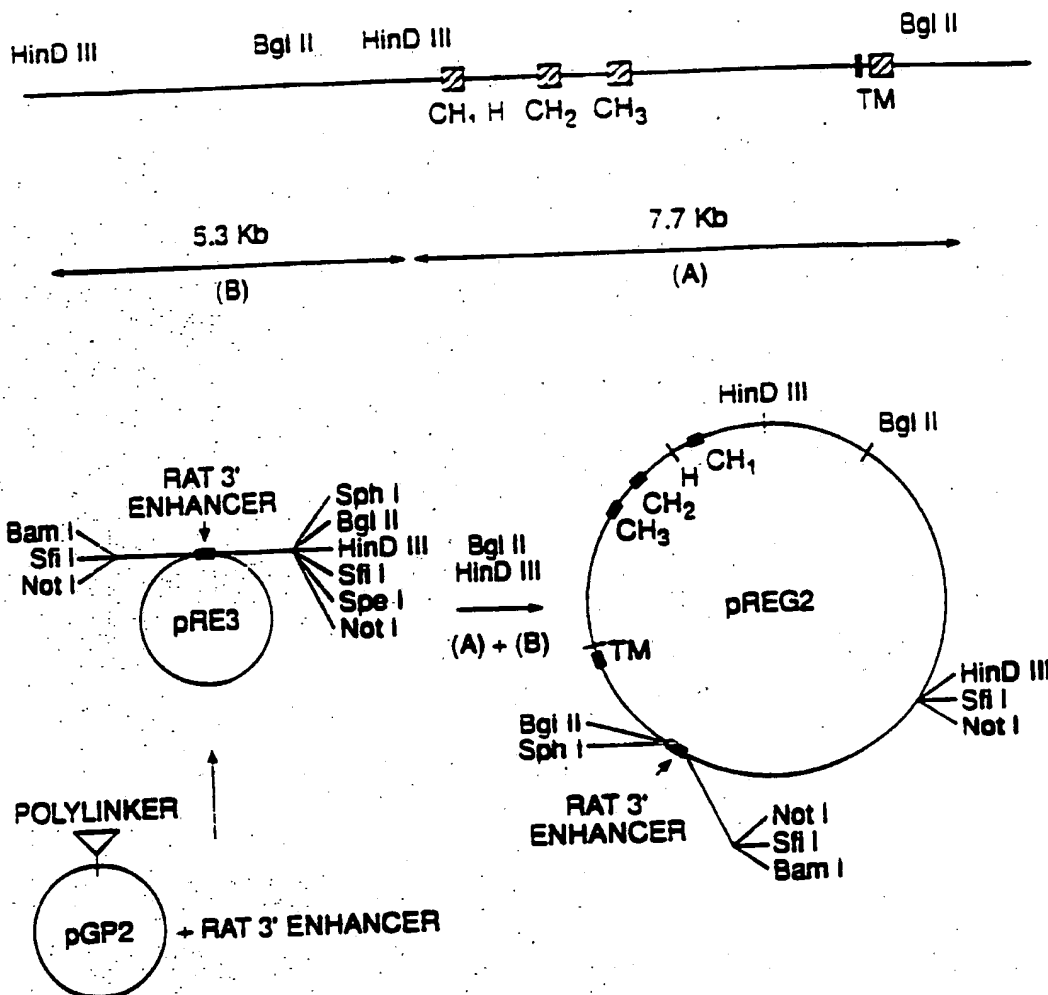 HinD III Bgl II HinD III Bgl II
CH1 H CH2 CH3 TM
5.3 Kb 7.7 Kb
(B) (A)
RAT 3'
ENHANCER
Bam I
Sfi I
Not I
Sph I
Bgl II
HinD III
Sfi I
Spe I
Not I
pRE3
Bgl II
HinD III
(A) + (B)
HinD III
Bgl II
CH1
H
CH2
CH3
pREG2
TM
HinD III
Sfi I
Not I
Bgl II
Sph I
RAT 3'
ENHANCER
Not I
Sfi I
Bam I
POLYLINKER
pGP2
+ RAT 3' ENHANCER